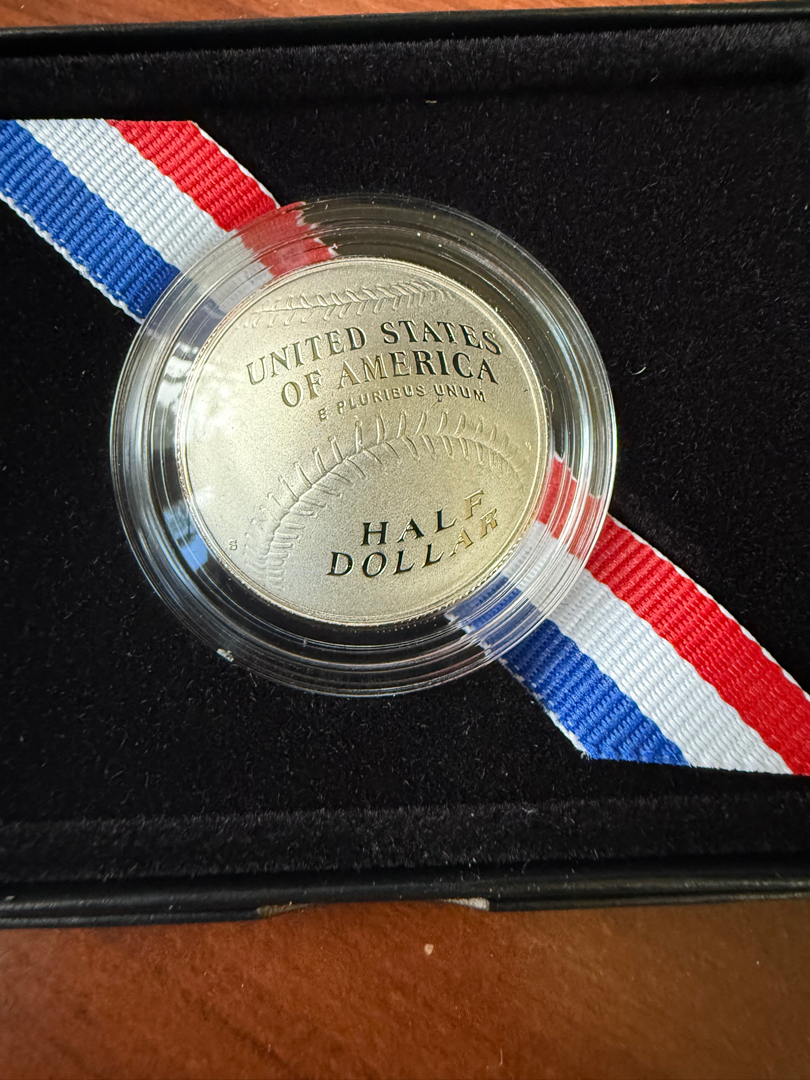 UNITED STATES
OF AMERICA
E PLURIBUS UNUM
S
HALF
DOLLAR